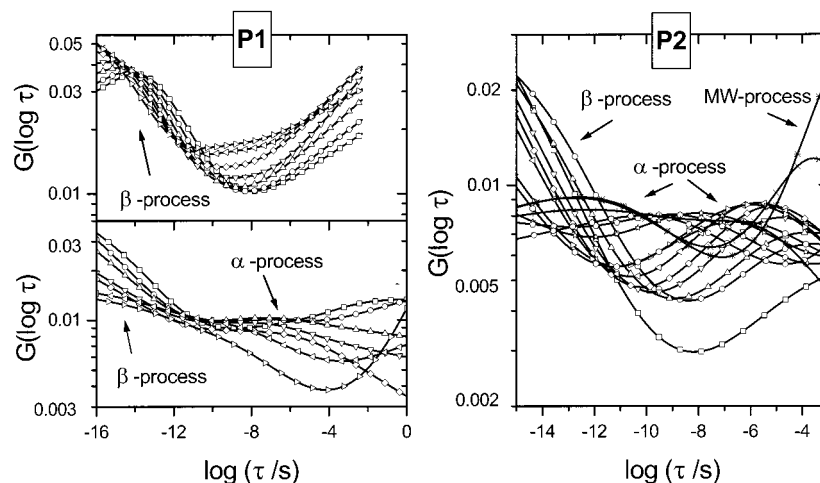 P1
0.05
0.03
0.01
G(log τ)
β -process
0.03
0.01
0.003
G(log τ)
α -process
β -process
-16 -12 -8 -4 0
log (τ /s)
P2
0.02
0.01
0.005
0.002
G(log τ)
β -process
MW-process
α -process
-14 -12 -10 -8 -6 -4
log (τ /s)